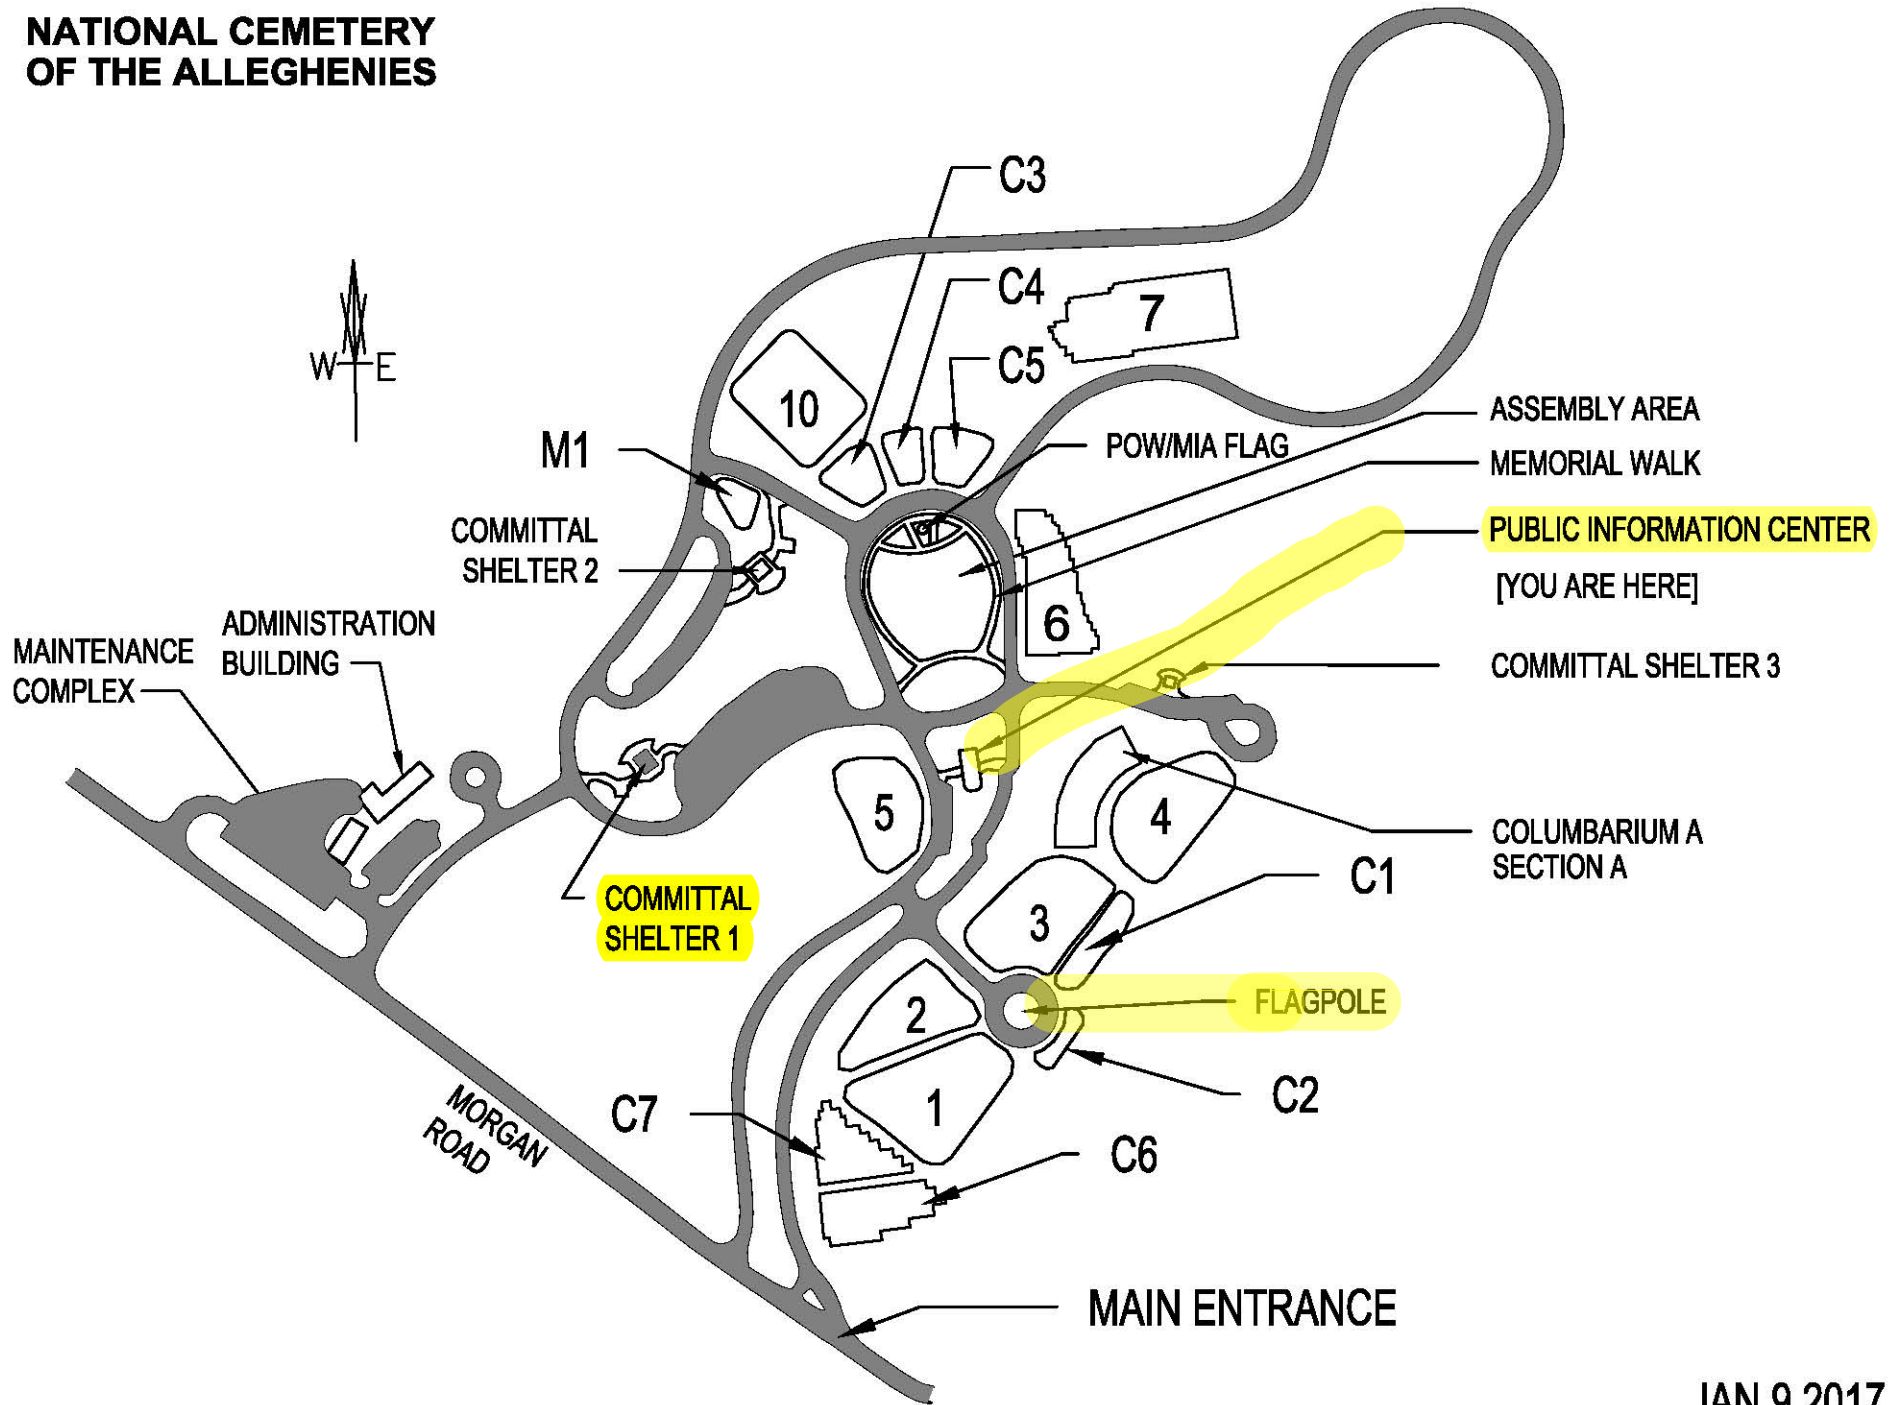 NATIONAL CEMETERY
OF THE ALLEGHENIES
C3
C4
7
W E
C5
10
ASSEMBLY AREA
M1
POW/MIA FLAG
MEMORIAL WALK
COMMITTAL
SHELTER 2
PUBLIC INFORMATION CENTER
[YOU ARE HERE]
6
ADMINISTRATION
BUILDING
MAINTENANCE
COMPLEX
COMMITTAL SHELTER 3
5
4
COLUMBARIUM A
SECTION A
C1
COMMITTAL
SHELTER 1
3
FLAGPOLE
2
C2
1
C7
MORGAN
ROAD
C6
MAIN ENTRANCE
JAN 9 2017